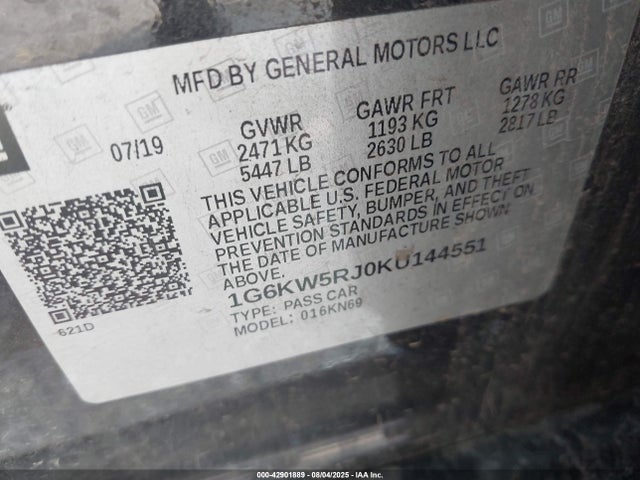 MFD BY GENERAL MOTORS LLC
07/19
GVWR
2471 KG
5447 LB
GAWR FRT
1193 KG
2630 LB
GAWR RR
1278 KG
2817 LB
THIS VEHICLE CONFORMS TO ALL
APPLICABLE U.S. FEDERAL MOTOR
VEHICLE SAFETY, BUMPER, AND THEFT
PREVENTION STANDARDS IN EFFECT ON
THE DATE OF MANUFACTURE SHOWN
ABOVE.
1G6KW5RJ0KU144551
TYPE: PASS CAR
MODEL: 016KN69
621D
GM
000-42901889 - 08/04/2025 - IAA Inc.